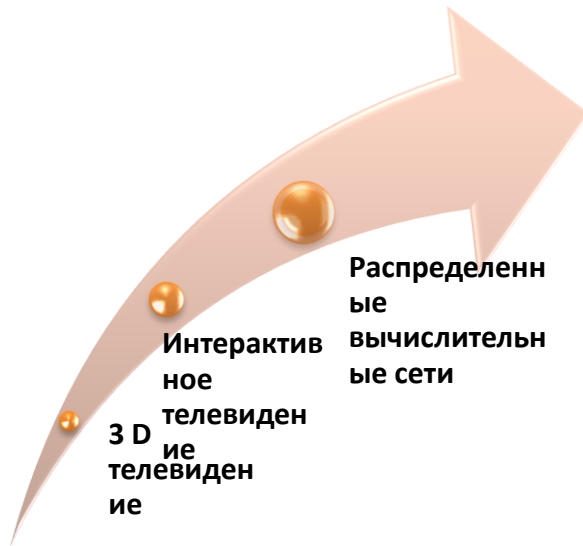 Распределенн
ые
вычислительн
ые сети
Интерактив
ное
телевиден
ие
3 D
телевиден
ие